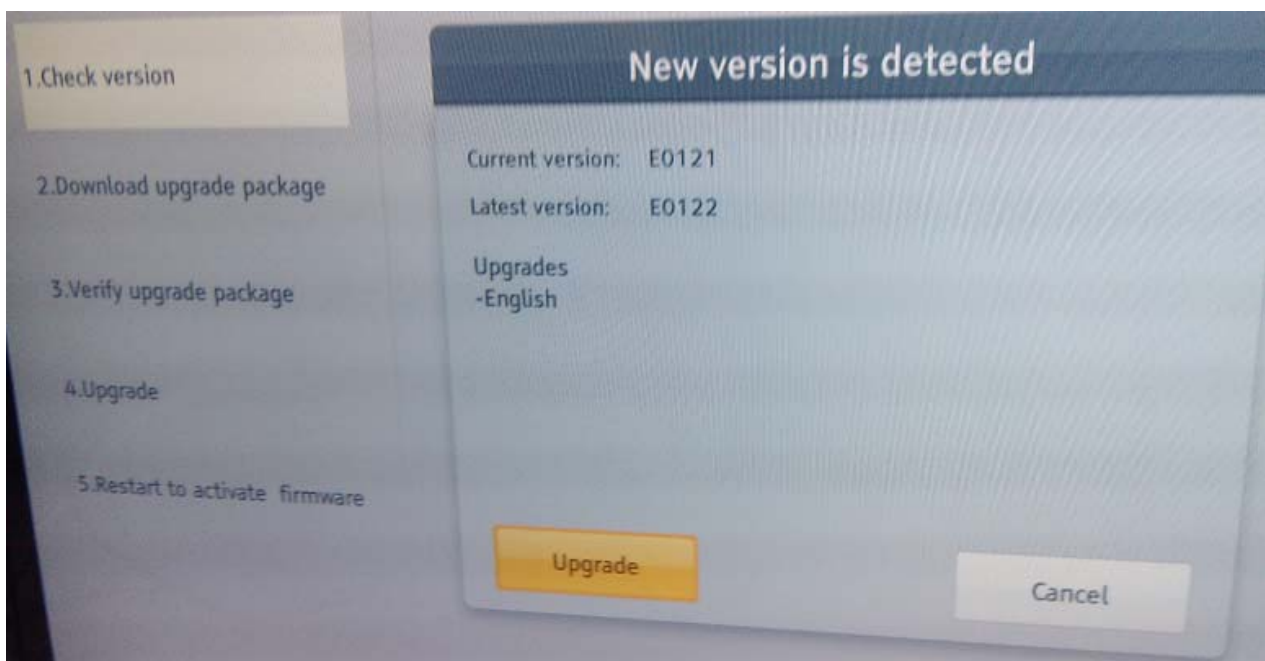 1.Check version
2.Download upgrade package
3.Verify upgrade package
4.Upgrade
5.Restart to activate firmware
New version is detected
Current version: E0121
Latest version: E0122
Upgrades
-English
Upgrade
Cancel